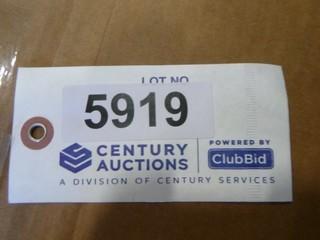 LOT NO.
5919
CENTURY AUCTIONS
POWERED BY
ClubBid
A DIVISION OF CENTURY SERVICES